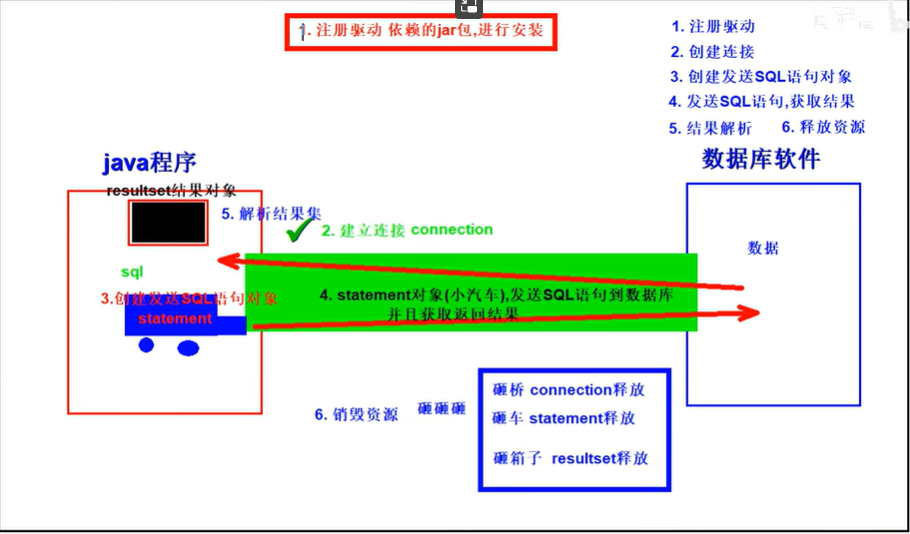 1. 注册驱动 依赖的jar包,进行安装
1. 注册驱动
2. 创建连接
3. 创建发送SQL语句对象
4. 发送SQL语句,获取结果
5. 结果解析 6. 释放资源
java程序
数据库软件
resultset结果对象
5. 解析结果集
2. 建立连接 connection
数据
sql
3.创建发送SQL语句对象
statement
4. statement对象(小汽车),发送SQL语句到数据库
并且获取返回结果
6. 销毁资源 砸砸砸
砸桥 connection释放
砸车 statement释放
砸箱子 resultset释放